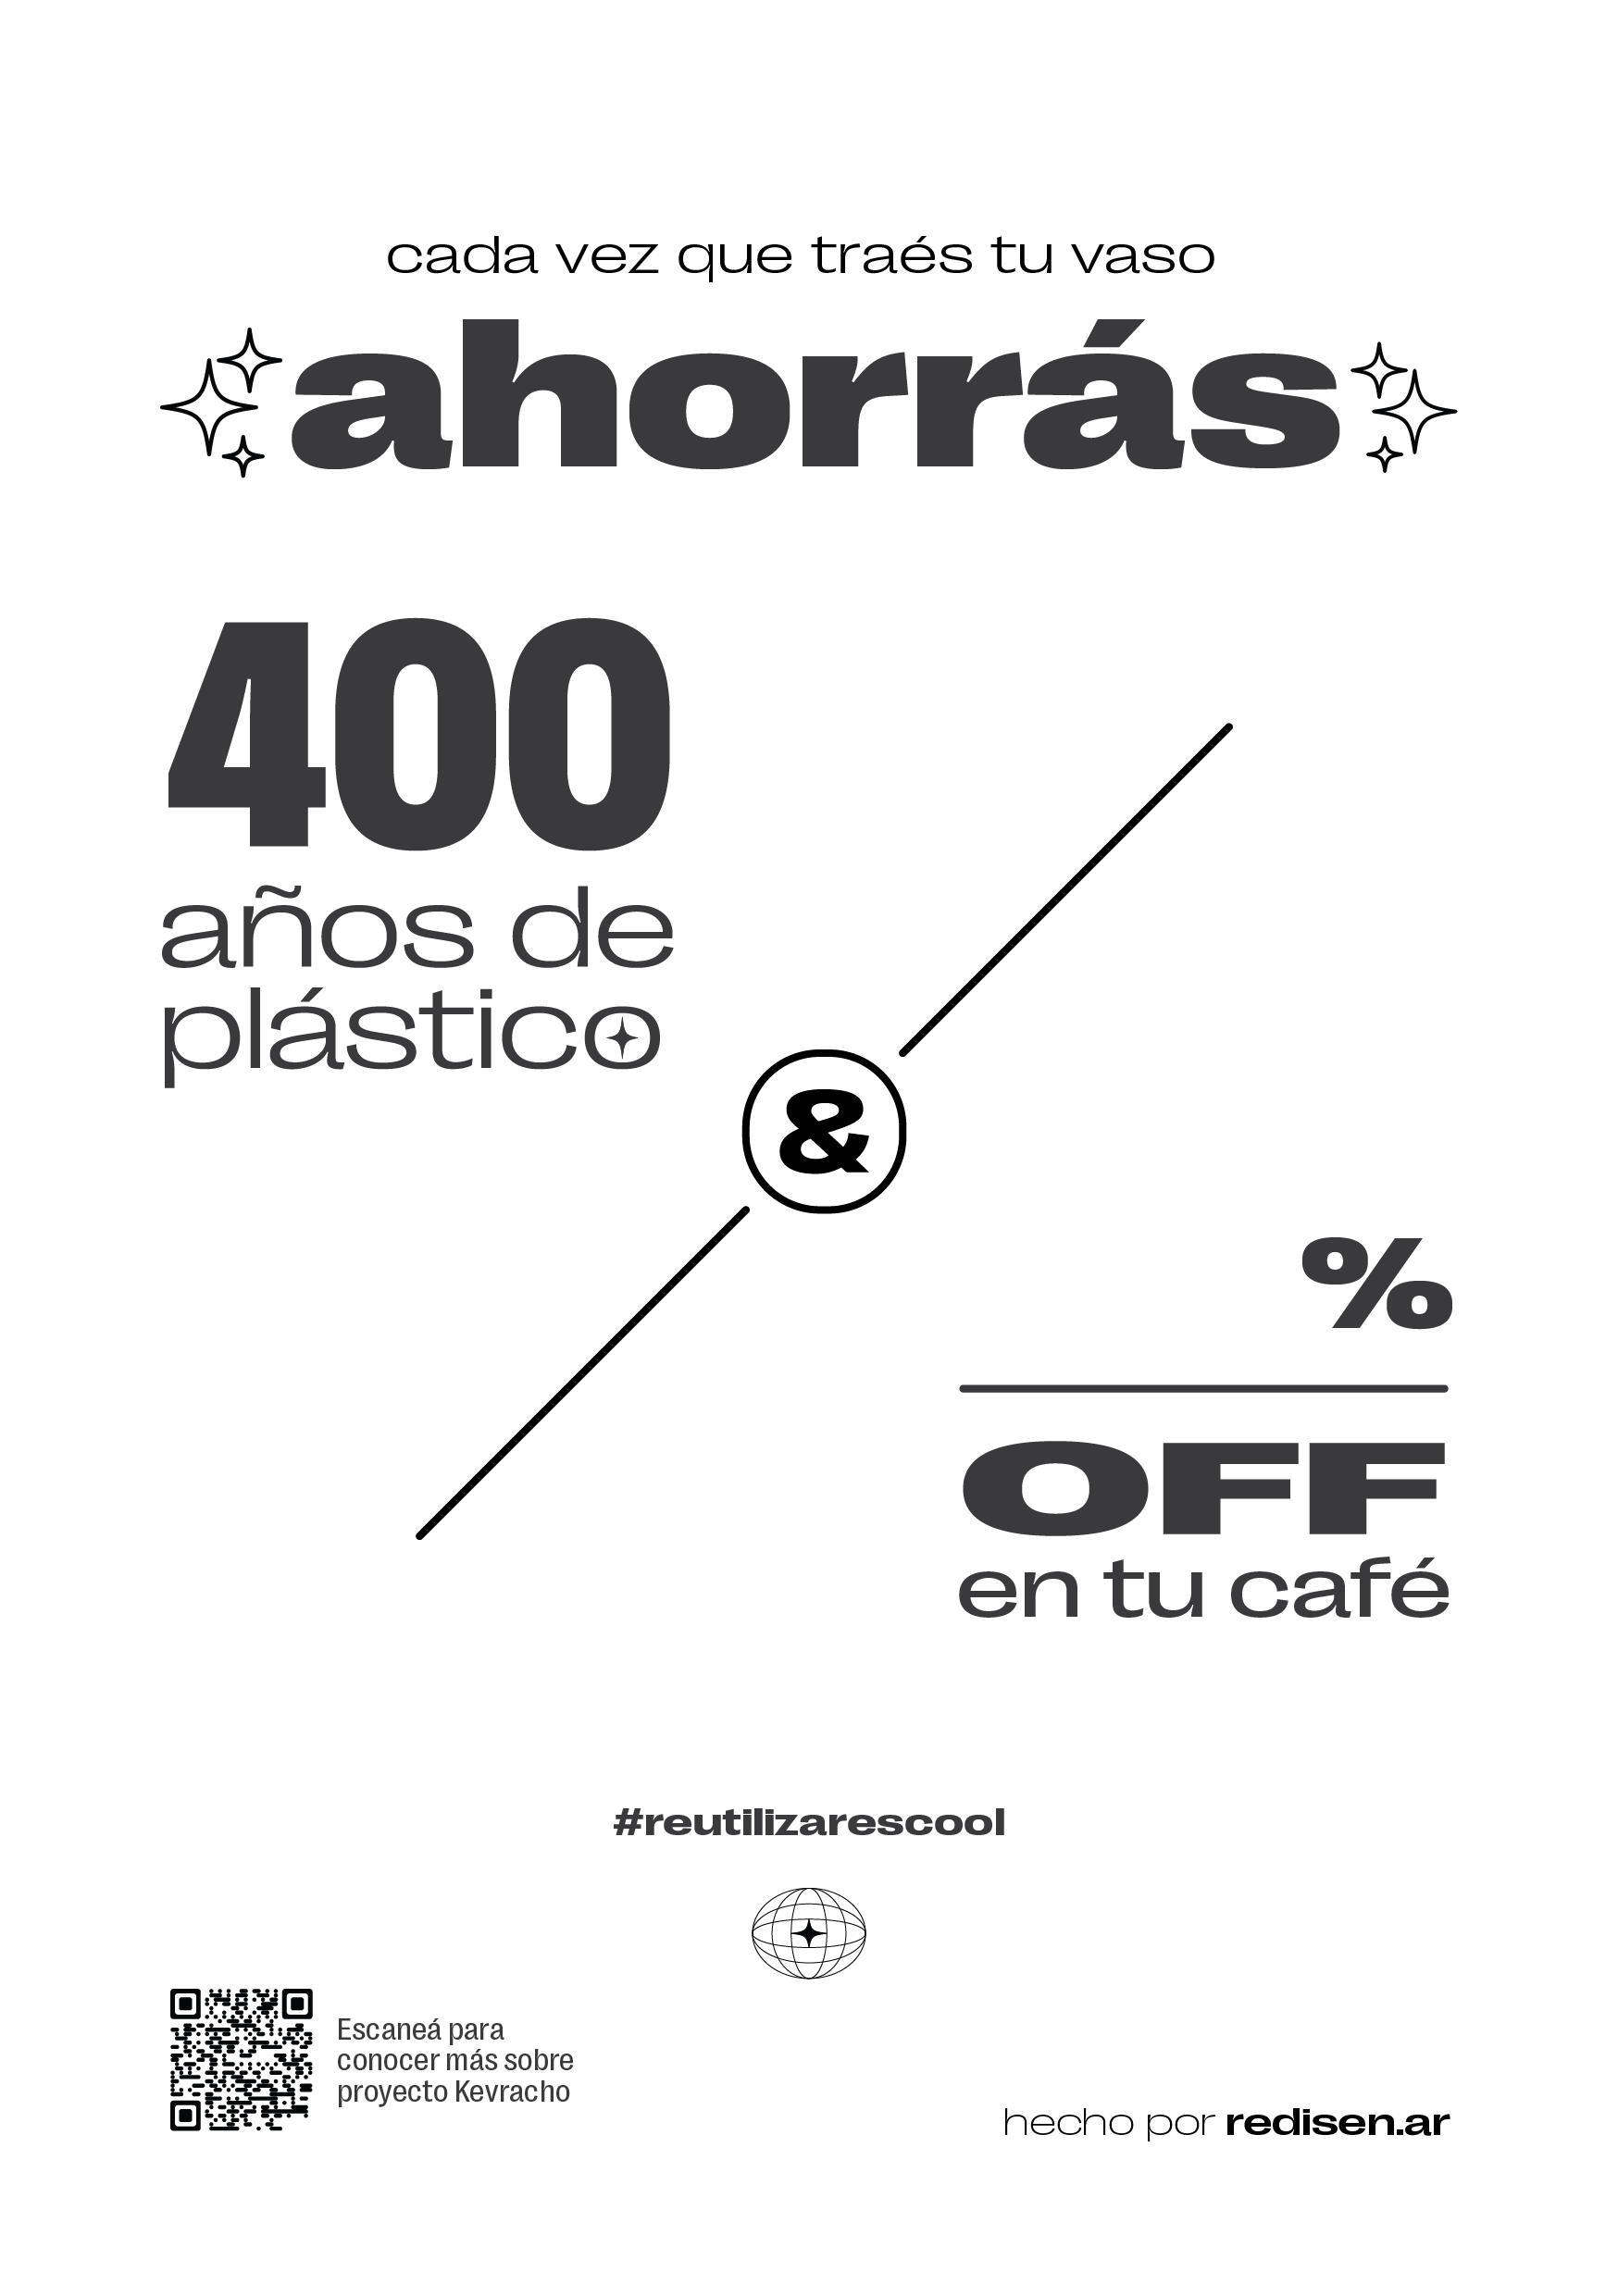 cada vez que traés tu vaso
ahorrás
400
años de
plástico
&
%
OFF
en tu café
#reutilizarescool
Escaneá para
conocer más sobre
proyecto Kevracho
hecho por redisen.ar